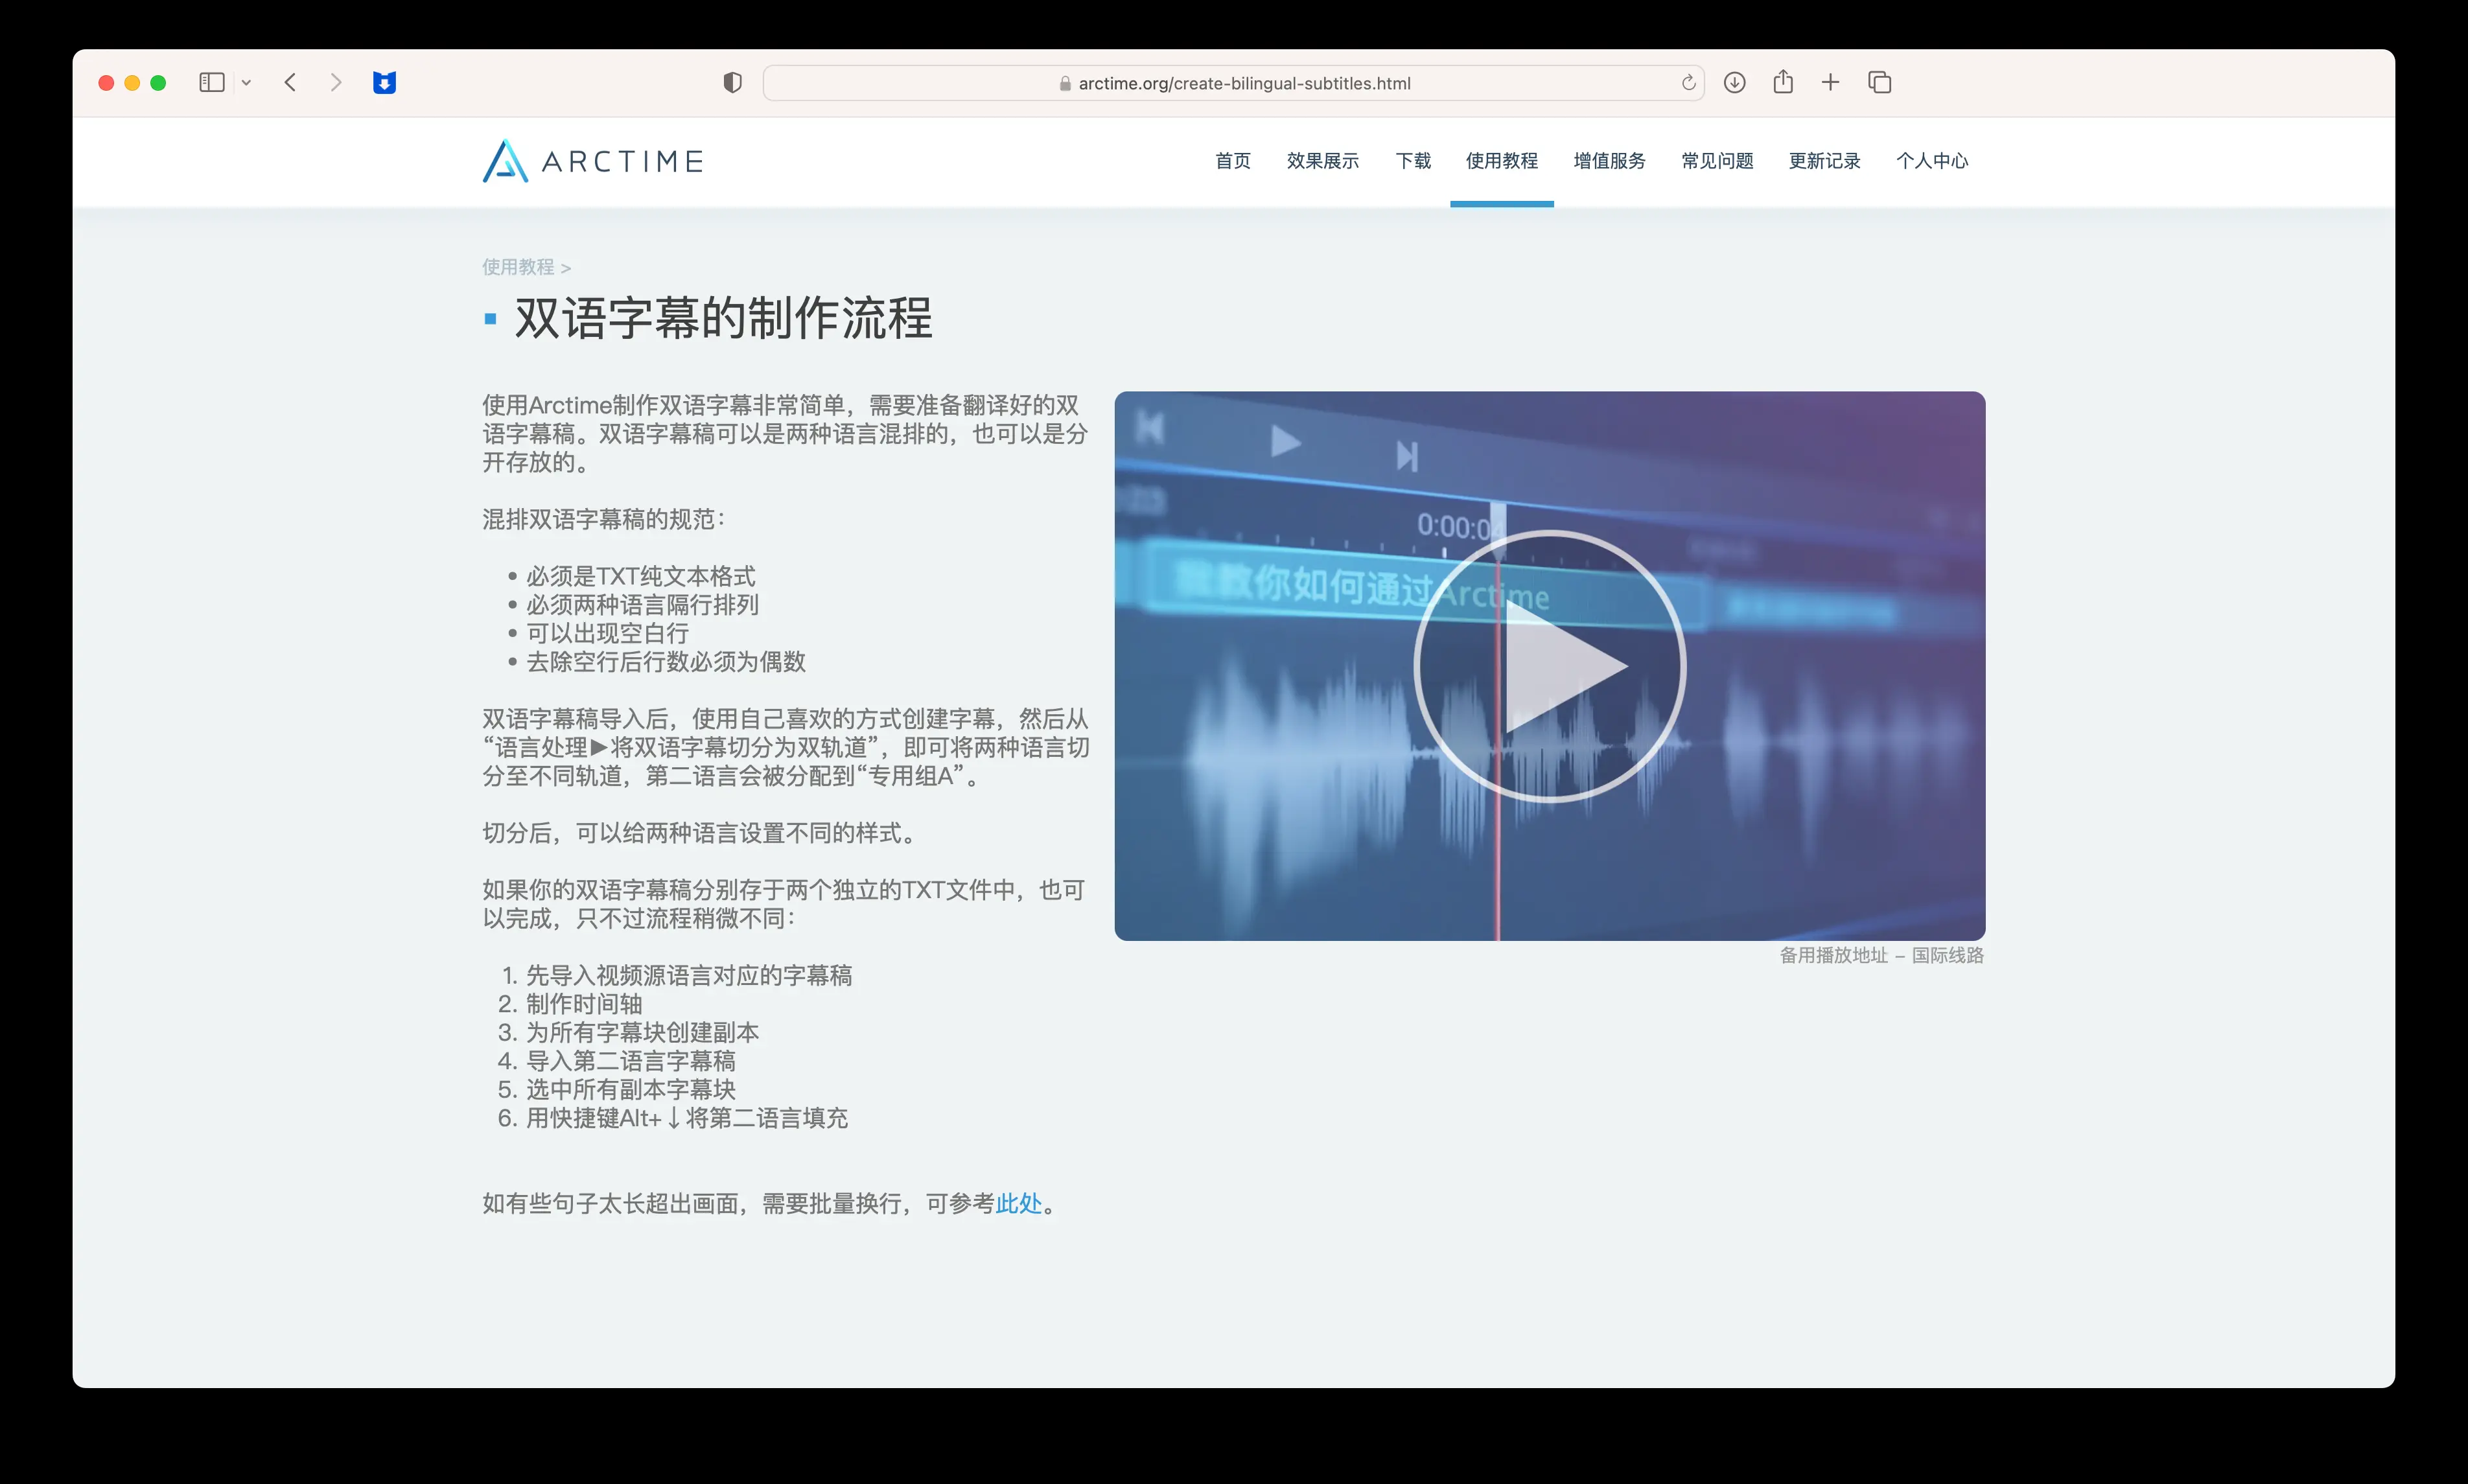 arctime.org/create-bilingual-subtitles.html
ARCTIME
首页 效果展示 下载 使用教程 增值服务 常见问题 更新记录 个人中心
使用教程 >
▪ 双语字幕的制作流程
使用Arctime制作双语字幕非常简单，需要准备翻译好的双
语字幕稿。双语字幕稿可以是两种语言混排的，也可以是分
开存放的。
混排双语字幕稿的规范：
• 必须是TXT纯文本格式
• 必须两种语言隔行排列
• 可以出现空白行
• 去除空行后行数必须为偶数
双语字幕稿导入后，使用自己喜欢的方式创建字幕，然后从
“语言处理▶将双语字幕切分为双轨道”，即可将两种语言切
分至不同轨道，第二语言会被分配到“专用组A”。
切分后，可以给两种语言设置不同的样式。
如果你的双语字幕稿分别存于两个独立的TXT文件中，也可
以完成，只不过流程稍微不同：
1. 先导入视频源语言对应的字幕稿
2. 制作时间轴
3. 为所有字幕块创建副本
4. 导入第二语言字幕稿
5. 选中所有副本字幕块
6. 用快捷键Alt+↓将第二语言填充
如有些句子太长超出画面，需要批量换行，可参考此处。
0:00:04
教你如何通过Arctime
备用播放地址 – 国际线路